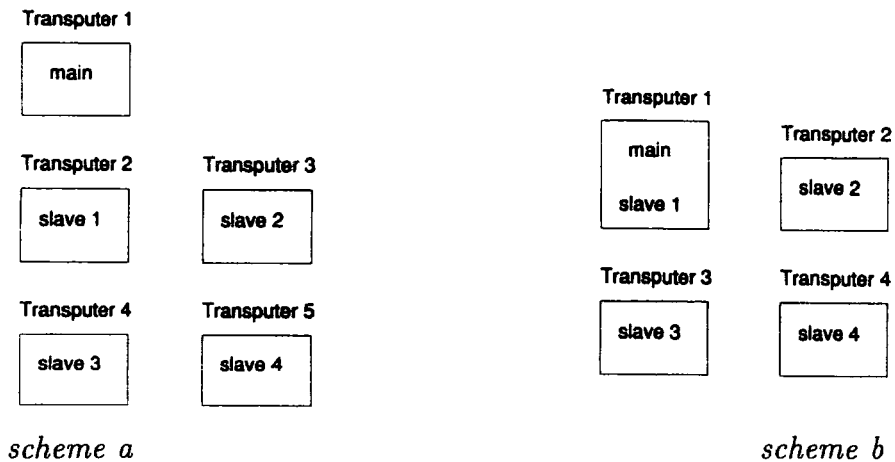 Transputer 1
main
Transputer 2
Transputer 3
slave 1
slave 2
Transputer 4
Transputer 5
slave 3
slave 4
scheme a
Transputer 1
main
slave 1
Transputer 2
slave 2
Transputer 3
Transputer 4
slave 3
slave 4
scheme b